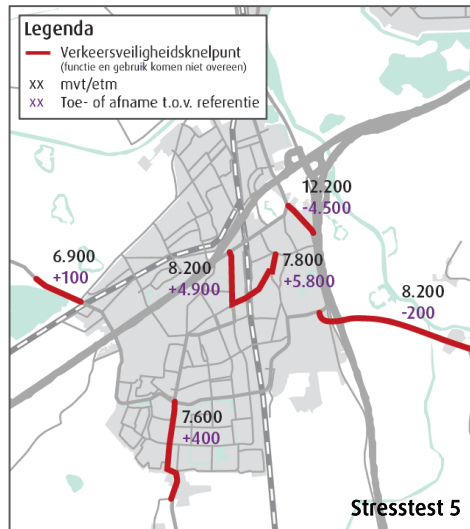 Legenda
Verkeersveiligheidsknelpunt
(functie en gebruik komen niet overeen)
xx mvt/etm
xx Toe- of afname t.o.v. referentie
12.200
-4.500
6.900
+100
8.200
+4.900
7.800
+5.800
8.200
-200
7.600
+400
Stresstest 5